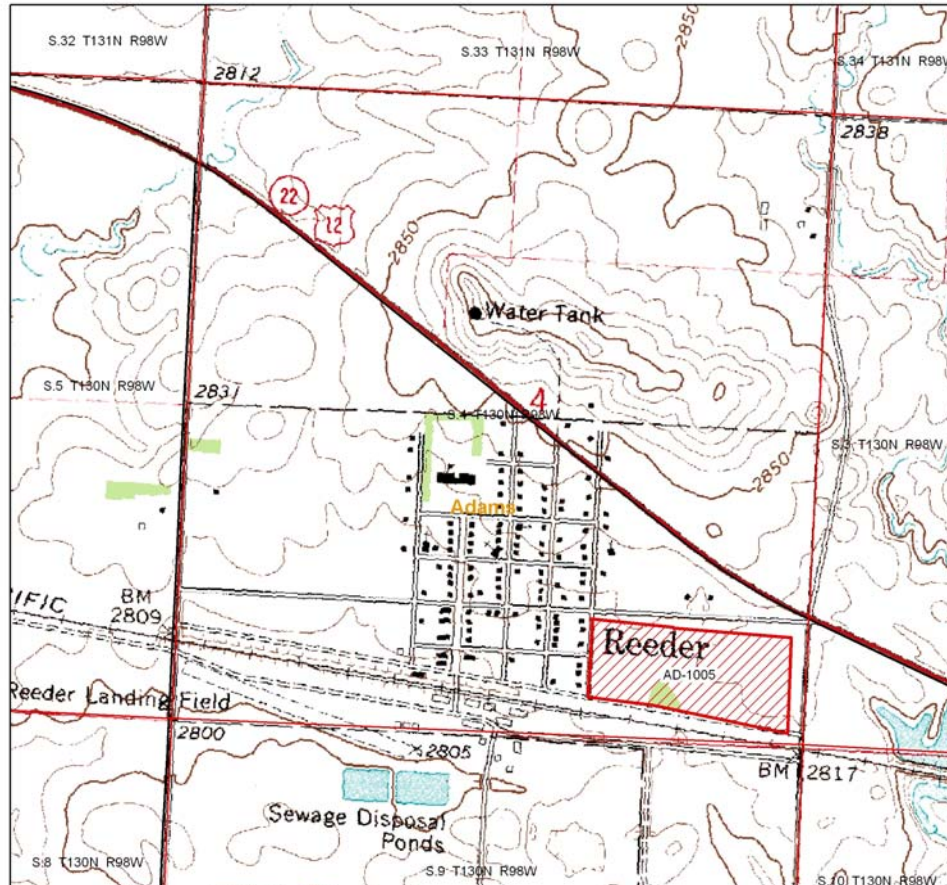 S.32 T131N R98W
S.33 T131N R98W
2850
S.34 T131N R98W
2812
2838
22
12
2850
Water Tank
S.5 T130N R98W
2831
4
S.4 T130N R98W
S.3 T130N R98W
2850
Adams
IFIC
BM
2809
Reeder
AD-1005
Reeder Landing Field
2800
2805
BM 2817
Sewage Disposal
Ponds
S.8 T130N R98W
S.9 T130N R98W
S.10 T130N R98W